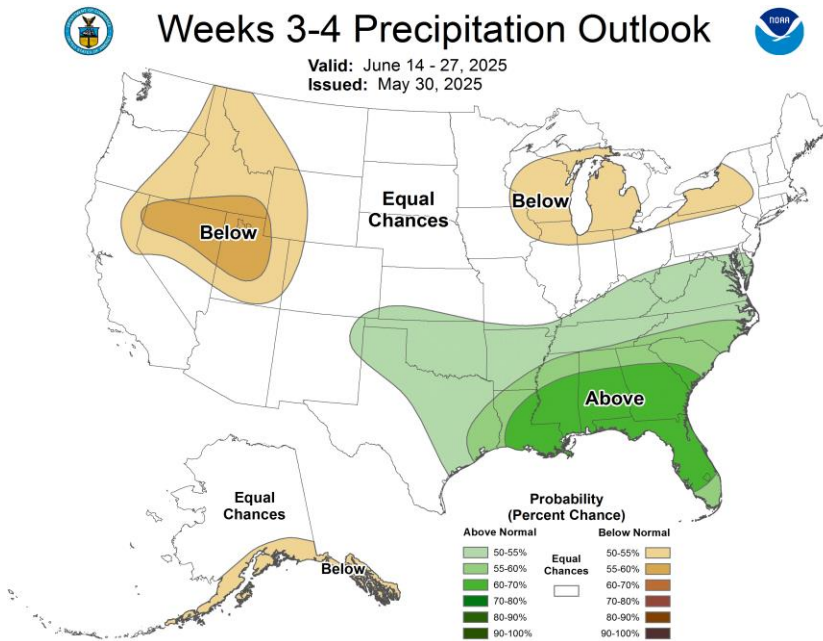 Weeks 3-4 Precipitation Outlook
NOAA
Valid: June 14 - 27, 2025
Issued: May 30, 2025
Equal
Chances
Below
Below
Above
Equal
Chances
Below
Probability
(Percent Chance)
Above Normal
Below Normal
50-55%
55-60%
60-70%
70-80%
80-90%
90-100%
Equal
Chances
50-55%
55-60%
60-70%
70-80%
80-90%
90-100%